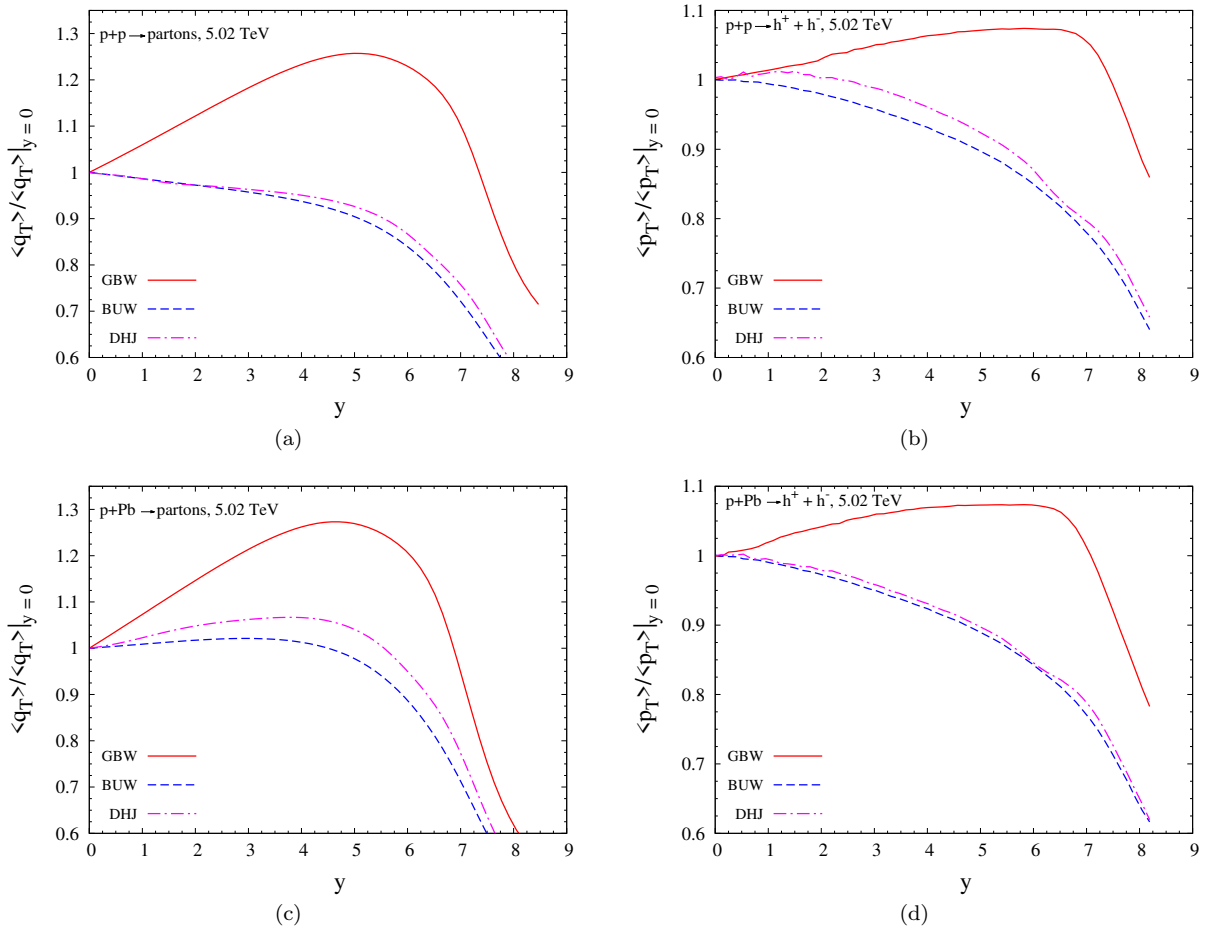 p+p→partons, 5.02 TeV
1.3
1.2
1.1
1
0.9
0.8
0.7
0.6
<q_T>/<q_T>|_{y = 0}
GBW
BUW
DHJ
0 1 2 3 4 5 6 7 8 9
y
(a)
p+p→h⁺ + h⁻, 5.02 TeV
1.1
1
0.9
0.8
0.7
0.6
<p_T>/<p_T>|_{y = 0}
GBW
BUW
DHJ
0 1 2 3 4 5 6 7 8 9
y
(b)
p+Pb→partons, 5.02 TeV
1.3
1.2
1.1
1
0.9
0.8
0.7
0.6
<q_T>/<q_T>|_{y = 0}
GBW
BUW
DHJ
0 1 2 3 4 5 6 7 8 9
y
(c)
p+Pb→h⁺ + h⁻, 5.02 TeV
1.1
1
0.9
0.8
0.7
0.6
<p_T>/<p_T>|_{y = 0}
GBW
BUW
DHJ
0 1 2 3 4 5 6 7 8 9
y
(d)